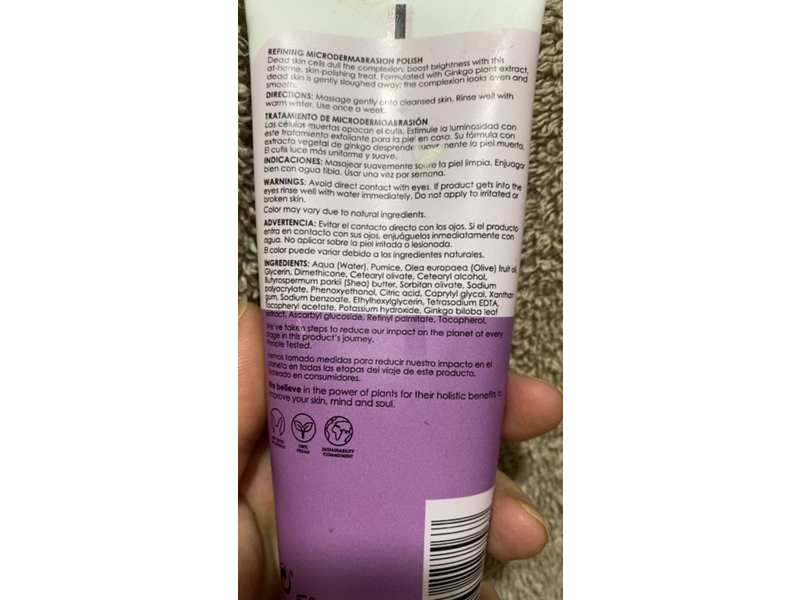 REFINING MICRODERMABRASION POLISH
Dead skin cells dull the complexion: boost brightness with this
at-home, skin-polishing treat. Formulated with Ginkgo plant extract,
dead skin is gently sloughed away; the complexion looks even and
smooth.
DIRECTIONS: Massage gently onto cleansed skin. Rinse well with
warm water. Use once a week.
TRATAMIENTO DE MICRODERMOABRASIÓN
Las células muertas opacan el cutis. Estimule la luminosidad con
este tratamiento exfoliante para la piel en casa. Su fórmula con
extracto vegetal de ginkgo desprende suavemente la piel muerta.
El cutis luce más uniforme y suave.
INDICACIONES: Masajear suavemente sobre la piel limpia. Enjuagar
bien con agua tibia. Usar una vez por semana.
WARNINGS: Avoid direct contact with eyes. If product gets into the
eyes rinse well with water immediately. Do not apply to irritated or
broken skin.
Color may vary due to natural ingredients.
ADVERTENCIA: Evitar el contacto directo con los ojos. Si el producto
entra en contacto con sus ojos, enjuáguelos inmediatamente con
agua. No aplicar sobre la piel irritada o lesionada.
El color puede variar debido a los ingredientes naturales.
INGREDIENTS: Aqua (Water), Pumice, Olea europaea (Olive) fruit oil,
Glycerin, Dimethicone, Cetearyl olivate, Cetearyl alcohol,
Butyrospermum parkii (Shea) butter, Sorbitan olivate, Sodium
polyacrylate, Phenoxyethanol, Citric acid, Caprylyl glycol, Xanthan
gum, Sodium benzoate, Ethylhexylglycerin, Tetrasodium EDTA,
Tocopheryl acetate, Potassium hydroxide, Ginkgo biloba leaf
extract, Ascorbyl glucoside, Retinyl palmitate, Tocopherol.
We've taken steps to reduce our impact on the planet at every
stage in this product's journey.
People Tested.
Hemos tomado medidas para reducir nuestro impacto en el
planeta en todas las etapas del viaje de este producto.
Testeado en consumidores.
We believe in the power of plants for their holistic benefits to
improve your skin, mind and soul.
100%
VEGAN
SUSTAINABILITY
COMMITMENT